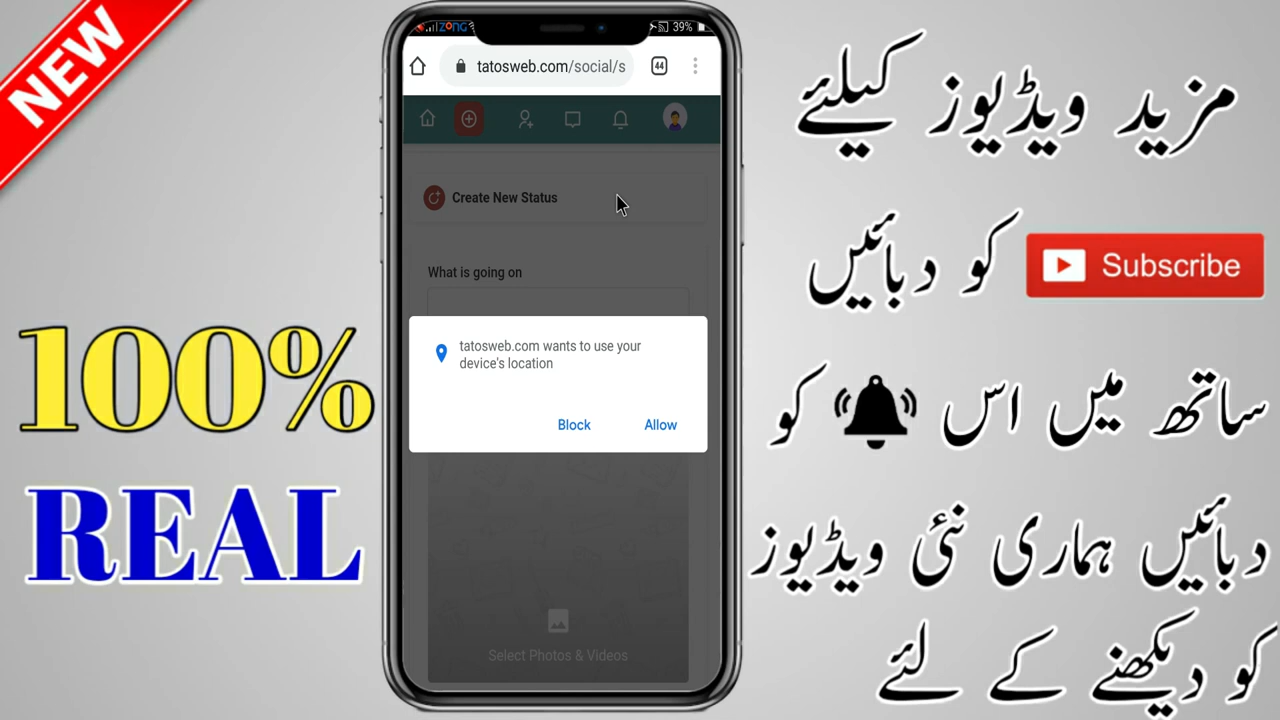 NEW
100%
REAL
ZONG
39%
tatosweb.com/social/s
44
Create New Status
What is going on
tatosweb.com wants to use your
device's location
Block
Allow
Select Photos & Videos
مزید ویڈیوز کیلئے
Subscribe کو دبائیں
ساتھ میں اس کو
دبائیں ہماری نئی ویڈیوز
کو دیکھنے کے لئے